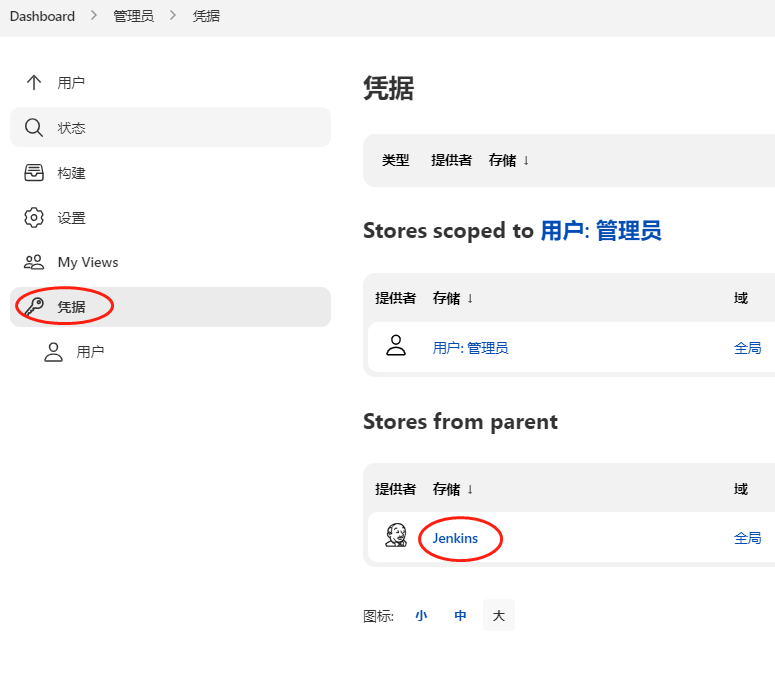 Dashboard > 管理员 > 凭据
用户
状态
构建
设置
My Views
凭据
用户
凭据
类型 提供者 存储 ↓
Stores scoped to 用户: 管理员
提供者 存储 ↓ 域
用户: 管理员 全局
Stores from parent
提供者 存储 ↓ 域
Jenkins 全局
图标: 小 中 大